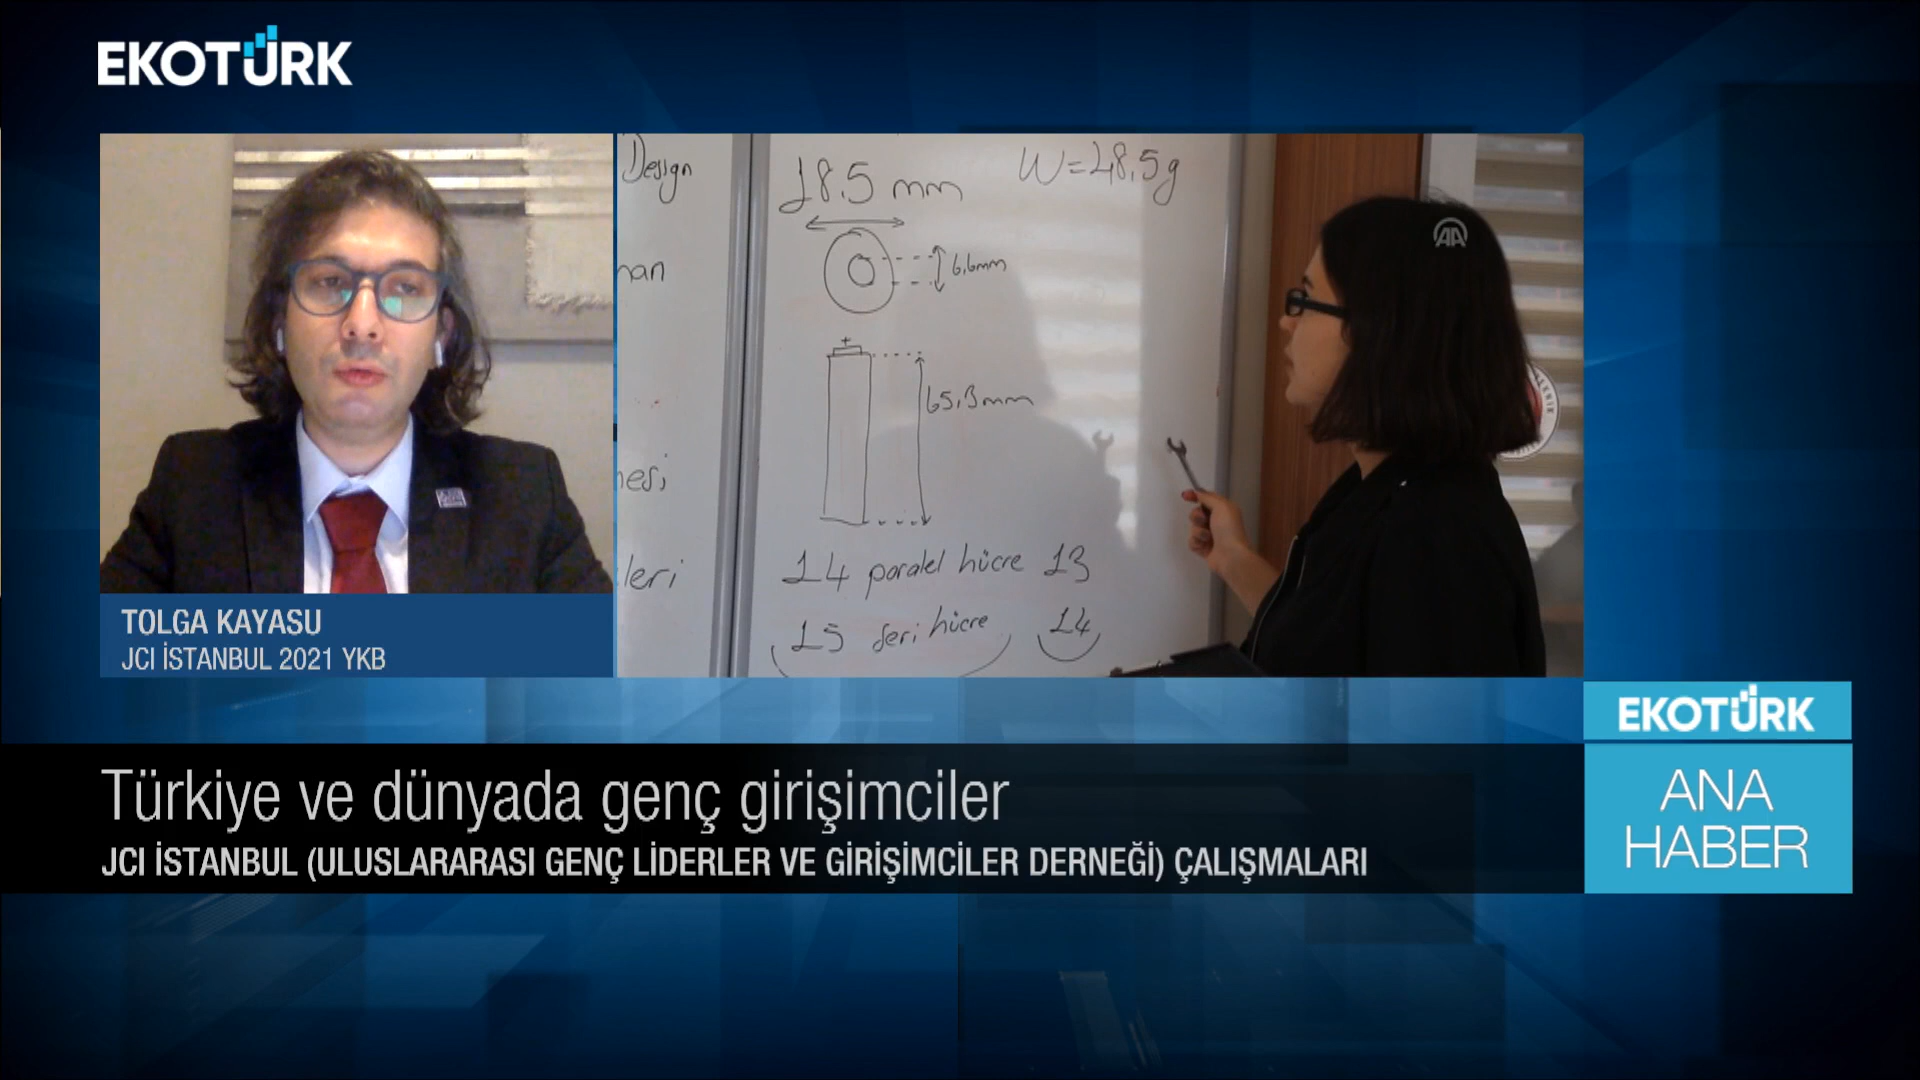 EKOTÜRK
Design
18.5 mm
W=48,5g
6,6mm
+
65,3mm
14 paralel hücre 13
15 seri hücre 14
AA
TOLGA KAYASU
JCI İSTANBUL 2021 YKB
EKOTÜRK
Türkiye ve dünyada genç girişimciler
JCI İSTANBUL (ULUSLARARASI GENÇ LİDERLER VE GİRİŞİMCİLER DERNEĞİ) ÇALIŞMALARI
ANA
HABER